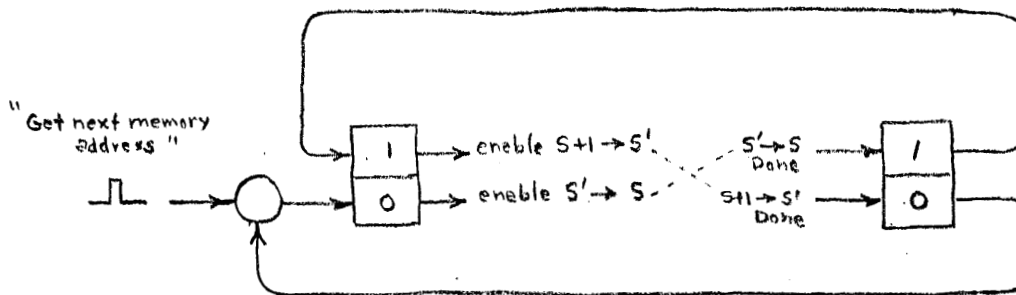 "Get next memory
address"
1
enable S+1→S'
S'→S
Done
1
0
enable S'→S
S+1→S'
Done
0